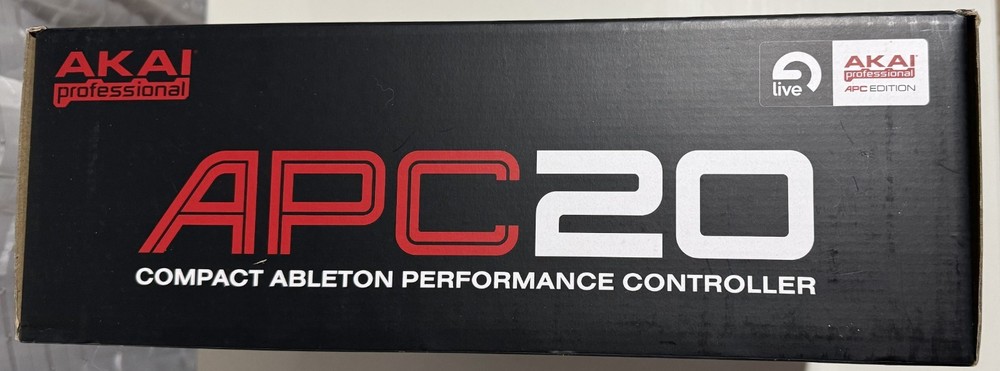 AKAI
professional
live
AKAI
professional
APC EDITION
APC20
COMPACT ABLETON PERFORMANCE CONTROLLER